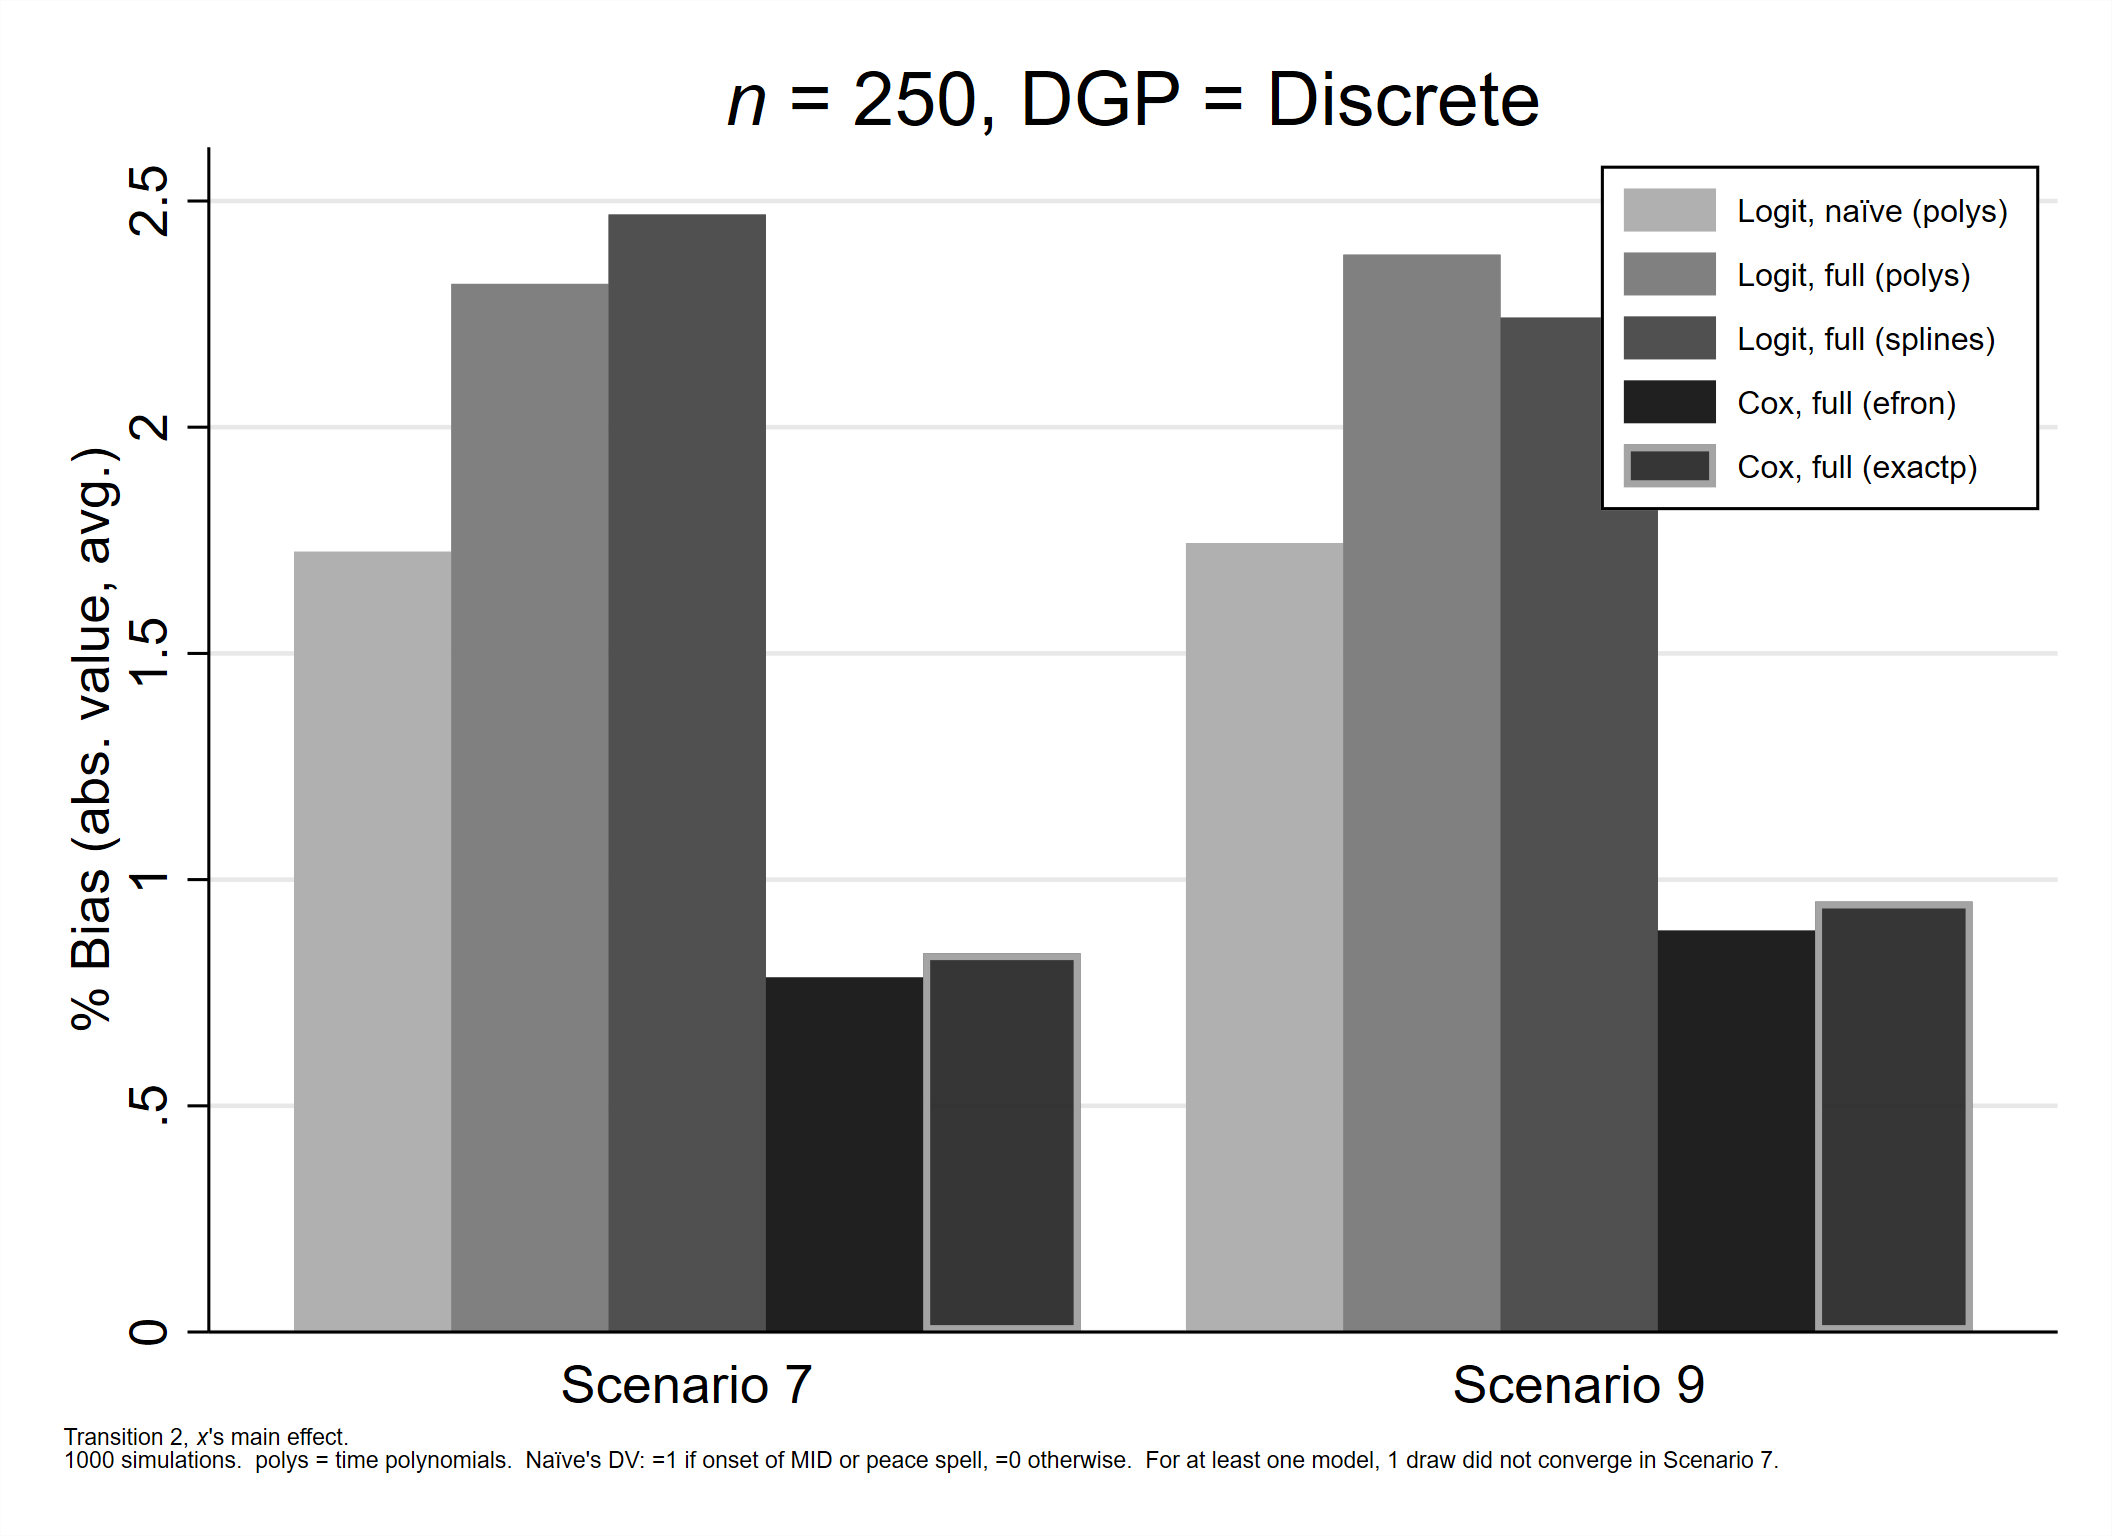 n = 250, DGP = Discrete
% Bias (abs. value, avg.)
2.5
2
1.5
1
.5
0
Logit, naïve (polys)
Logit, full (polys)
Logit, full (splines)
Cox, full (efron)
Cox, full (exactp)
Scenario 7
Scenario 9
Transition 2, x's main effect.
1000 simulations.  polys = time polynomials.  Naïve's DV: =1 if onset of MID or peace spell, =0 otherwise.  For at least one model, 1 draw did not converge in Scenario 7.